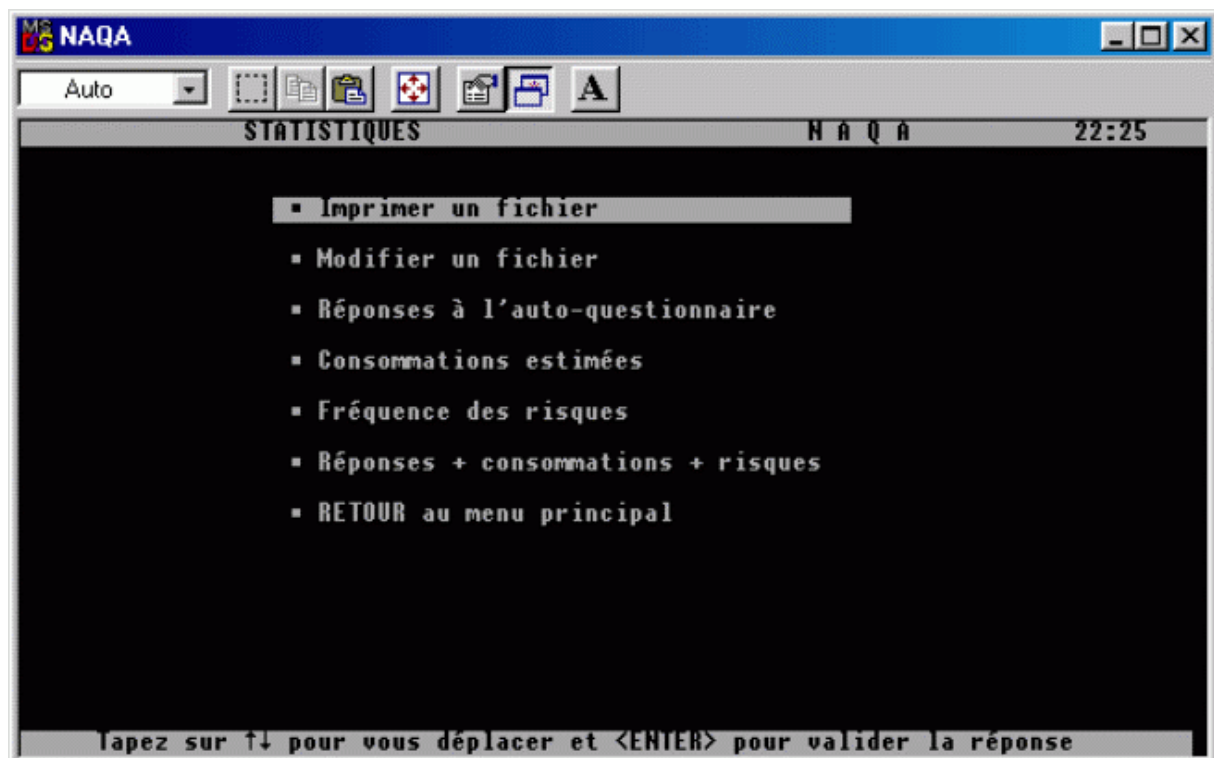 NAQA
Auto
A
STATISTIQUES N A Q A 22:25
▪ Imprimer un fichier
▪ Modifier un fichier
▪ Réponses à l'auto-questionnaire
▪ Consommations estimées
▪ Fréquence des risques
▪ Réponses + consommations + risques
▪ RETOUR au menu principal
Tapez sur ↑↓ pour vous déplacer et <ENTER> pour valider la réponse